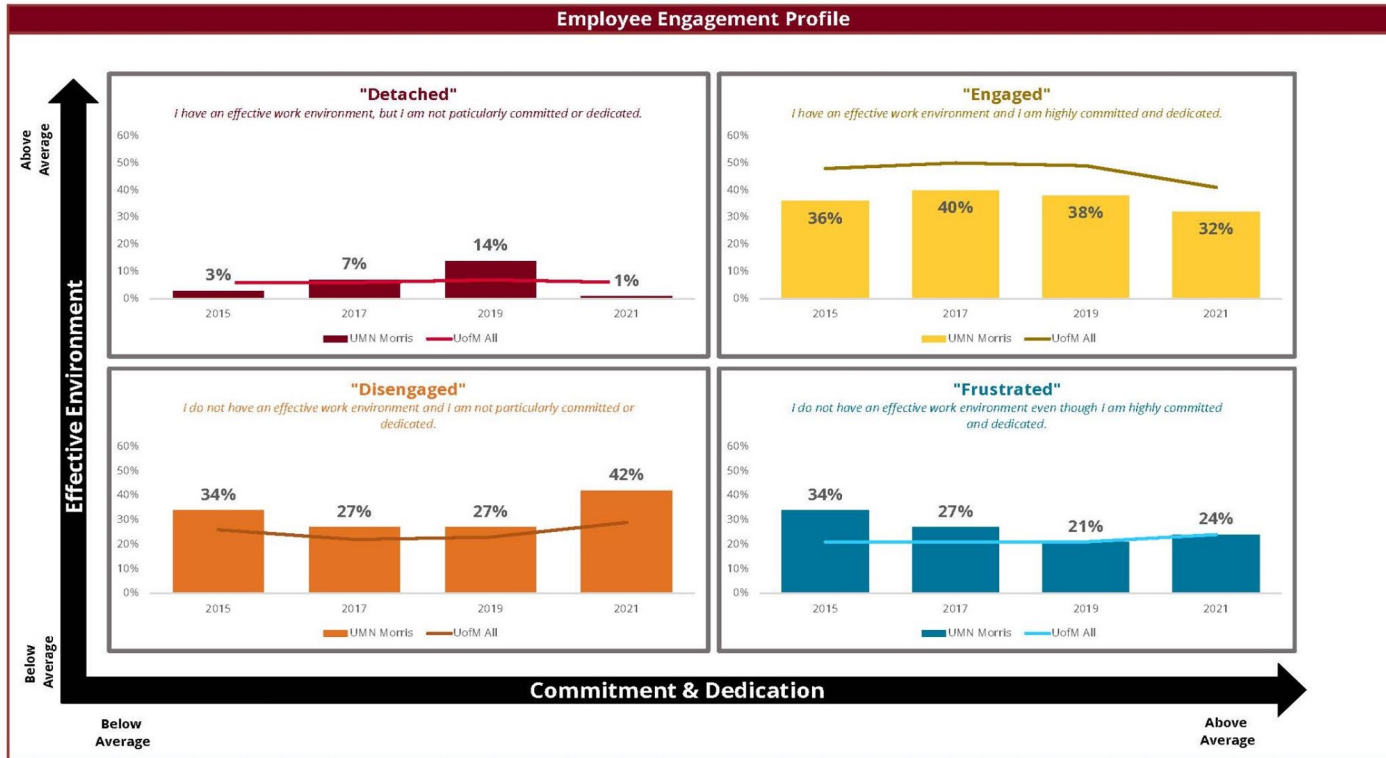 Employee Engagement Profile
Above
Average
Effective Environment
Below
Average
"Detached"
I have an effective work environment, but I am not paticularly committed or dedicated.
60%
50%
40%
30%
20%
10%
0%
3%
7%
14%
1%
2015
2017
2019
2021
UMN Morris
UofM All
"Engaged"
I have an effective work environment and I am highly committed and dedicated.
60%
50%
40%
30%
20%
10%
0%
36%
40%
38%
32%
2015
2017
2019
2021
UMN Morris
UofM All
"Disengaged"
I do not have an effective work environment and I am not particularly committed or
dedicated.
60%
50%
40%
30%
20%
10%
0%
34%
27%
27%
42%
2015
2017
2019
2021
UMN Morris
UofM All
"Frustrated"
I do not have an effective work environment even though I am highly committed
and dedicated.
60%
50%
40%
30%
20%
10%
0%
34%
27%
21%
24%
2015
2017
2019
2021
UMN Morris
UofM All
Commitment & Dedication
Below
Average
Above
Average